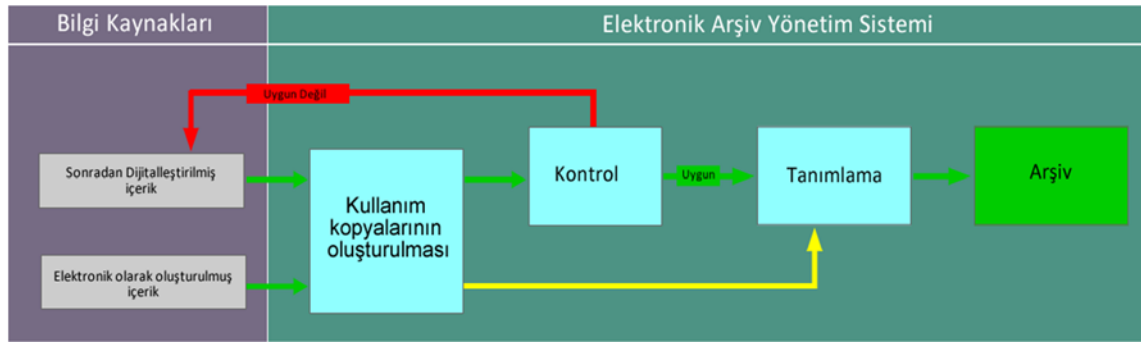 Bilgi Kaynakları
Elektronik Arşiv Yönetim Sistemi
Uygun Değil
Sonradan Dijitalleştirilmiş
içerik
Kullanım
kopyalarının
oluşturulması
Kontrol
Uygun
Tanımlama
Arşiv
Elektronik olarak oluşturulmuş
içerik